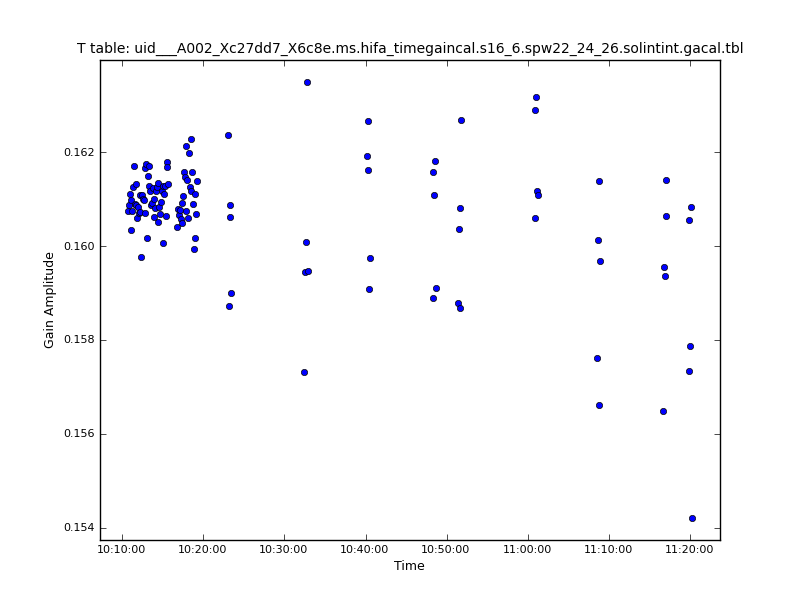 T table: uid___A002_Xc27dd7_X6c8e.ms.hifa_timegaincal.s16_6.spw22_24_26.solintint.gacal.tbl
0.162
0.160
0.158
0.156
0.154
Gain Amplitude
10:10:00 10:20:00 10:30:00 10:40:00 10:50:00 11:00:00 11:10:00 11:20:00
Time